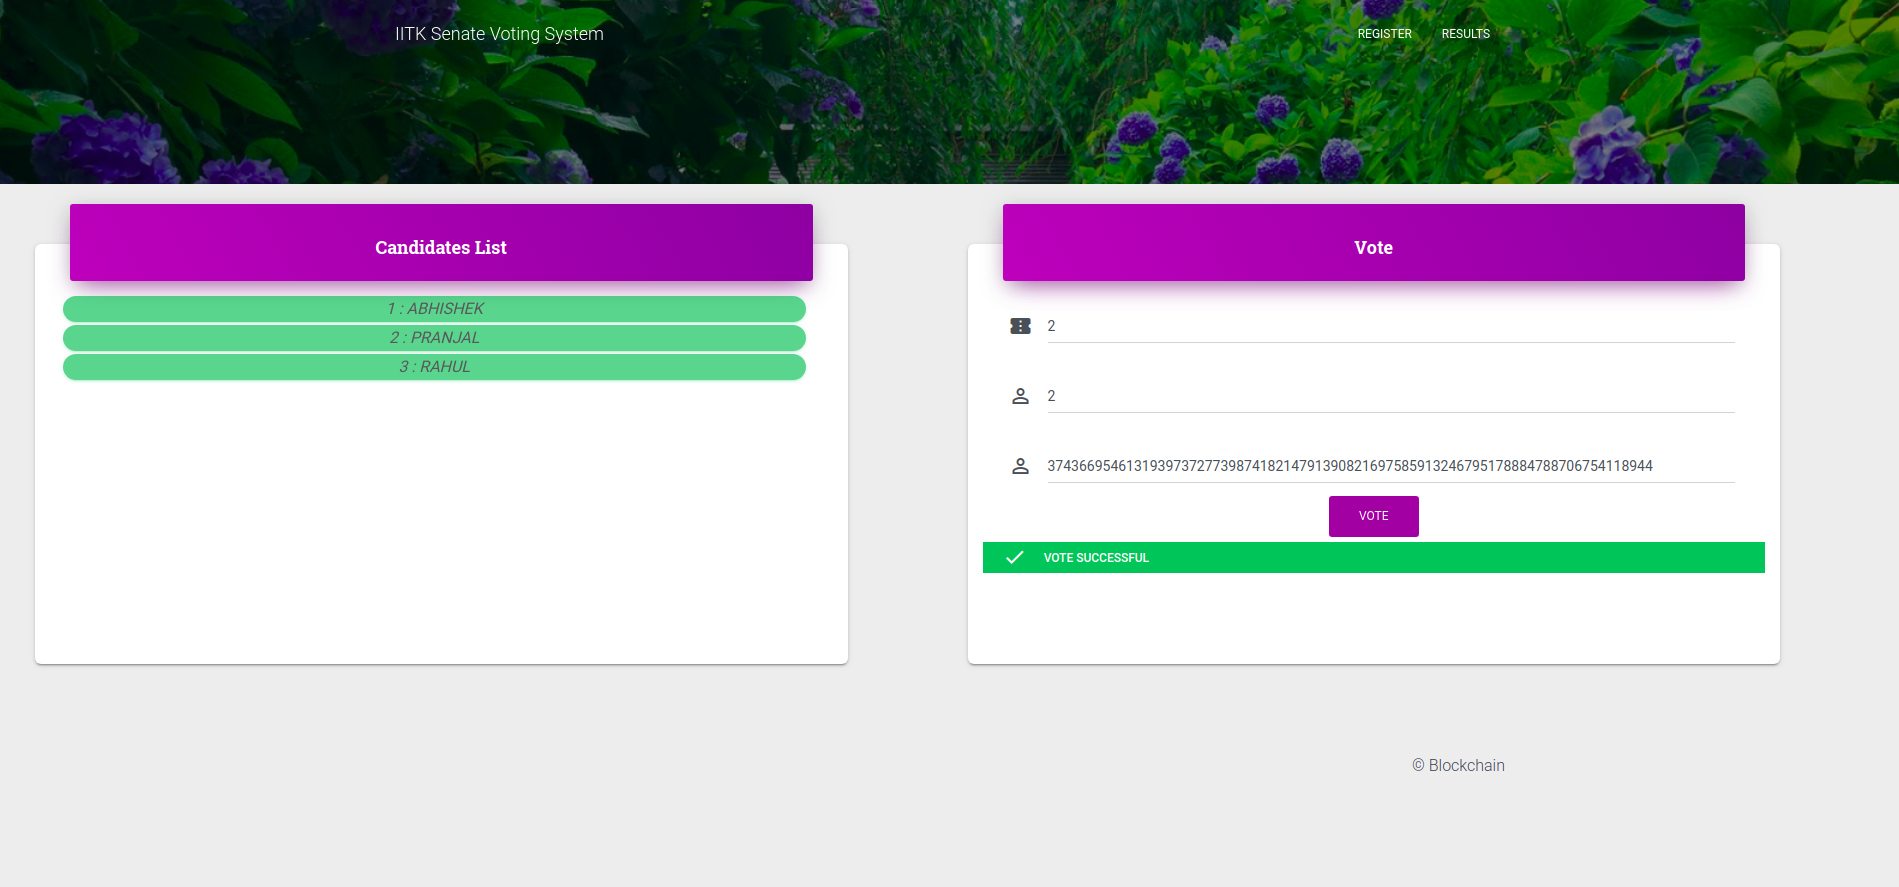 IITK Senate Voting System
REGISTER RESULTS
Candidates List
1 : ABHISHEK
2 : PRANJAL
3 : RAHUL
Vote
2
2
37436695461319397372773987418214791390821697585913246795178884788706754118944
VOTE
VOTE SUCCESSFUL
© Blockchain